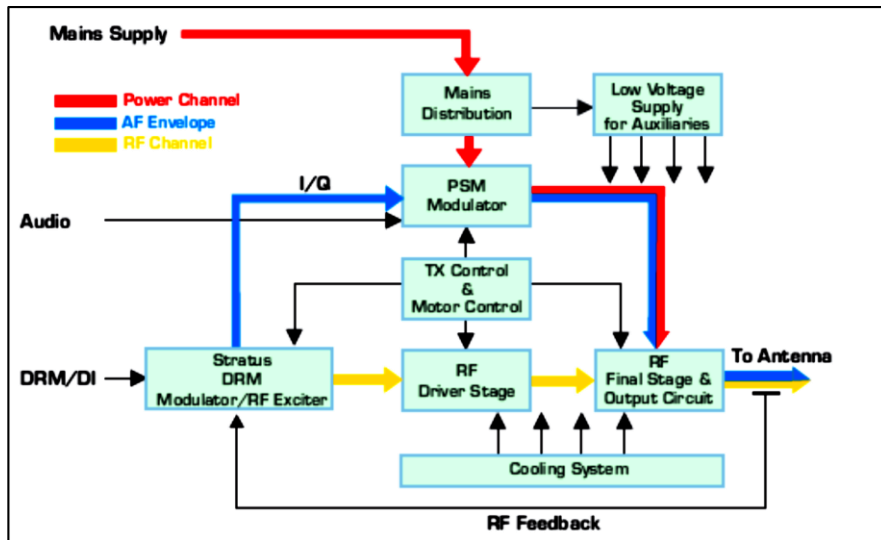 Mains Supply
Power Channel
AF Envelope
RF Channel
Mains
Distribution
Low Voltage
Supply
for Auxiliaries
I/Q
PSM
Modulator
Audio
TX Control
&
Motor Control
DRM/DI
Stratus
DRM
Modulator/RF Exciter
RF
Driver Stage
RF
Final Stage &
Output Circuit
To Antenna
Cooling System
RF Feedback